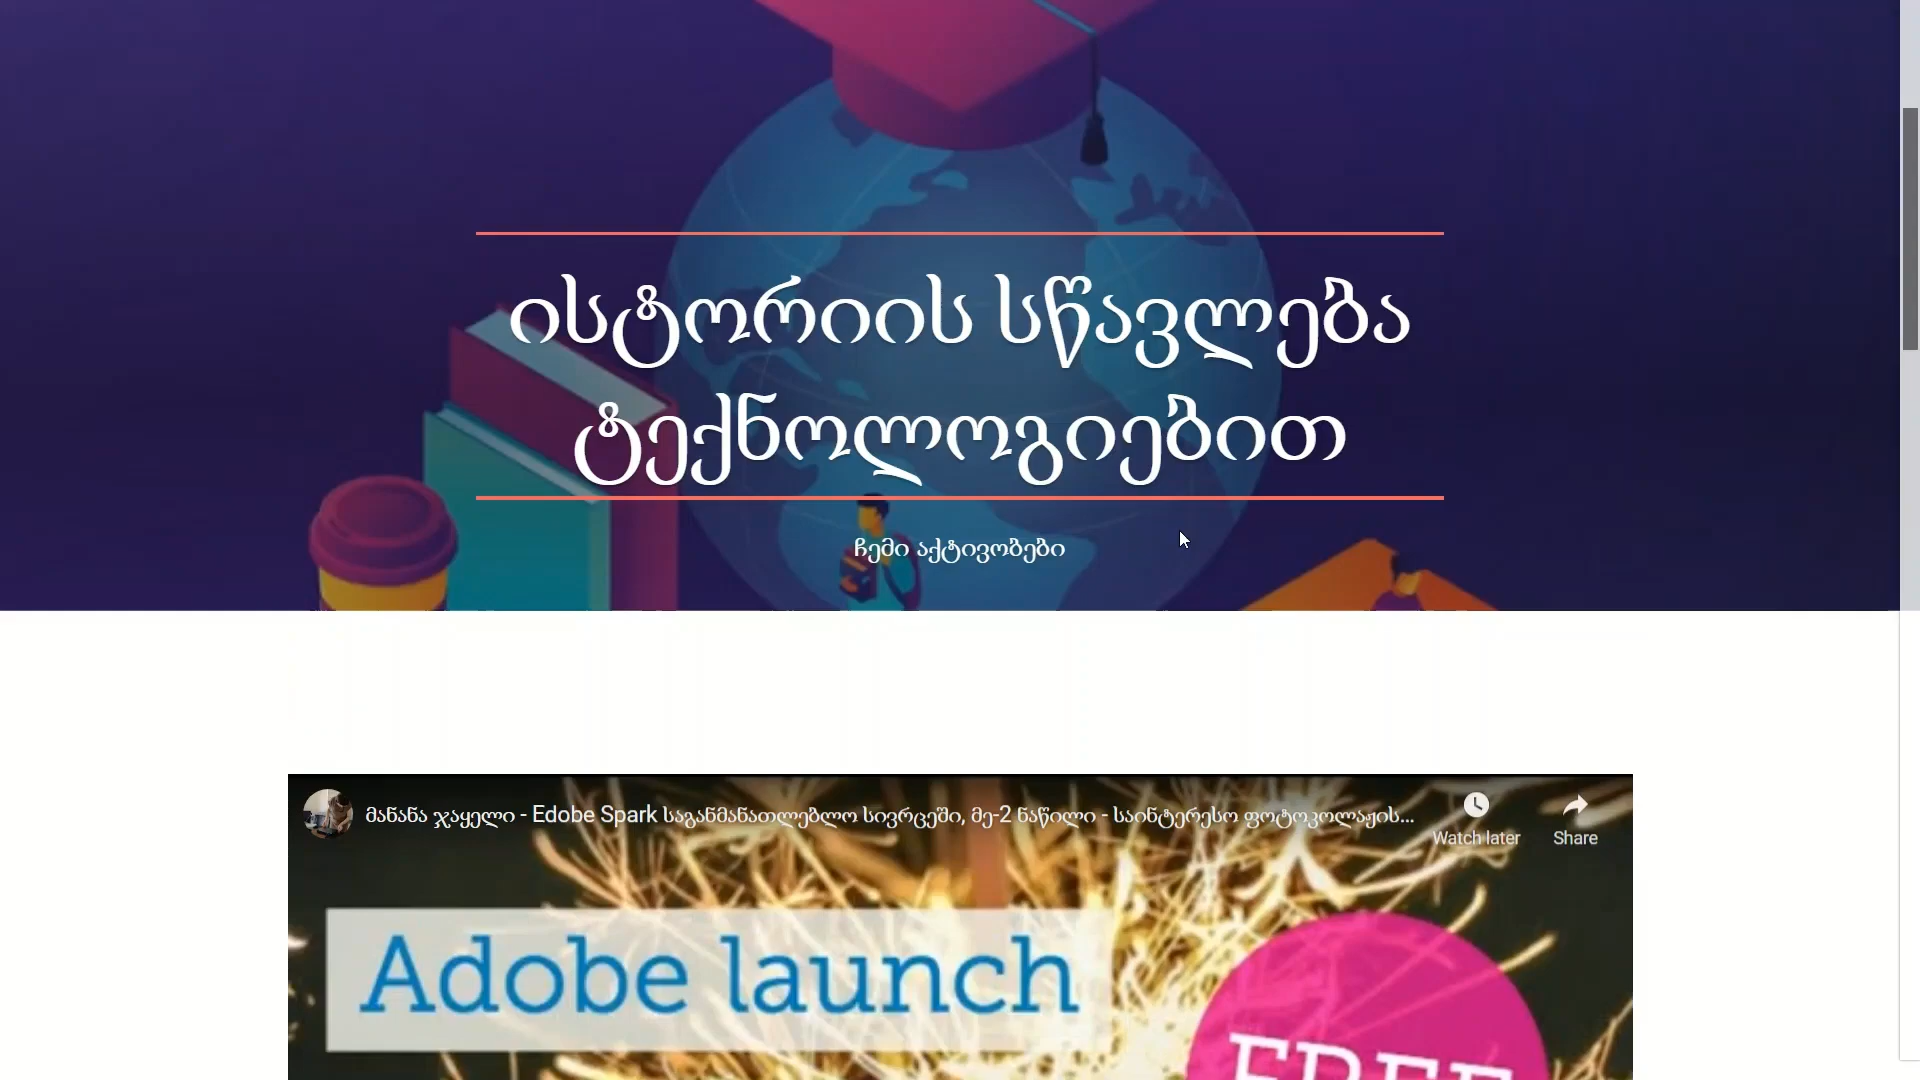 ისტორიის სწავლება
ტექნოლოგიებით
ჩემი აქტივობები
მანანა ჯაყელი - Edobe Spark საგანმანათლებლო სივრცეში, მე-2 ნაწილი - საინტერესო ფოტოკოლაჟის...
Watch later
Share
Adobe launch
FREE